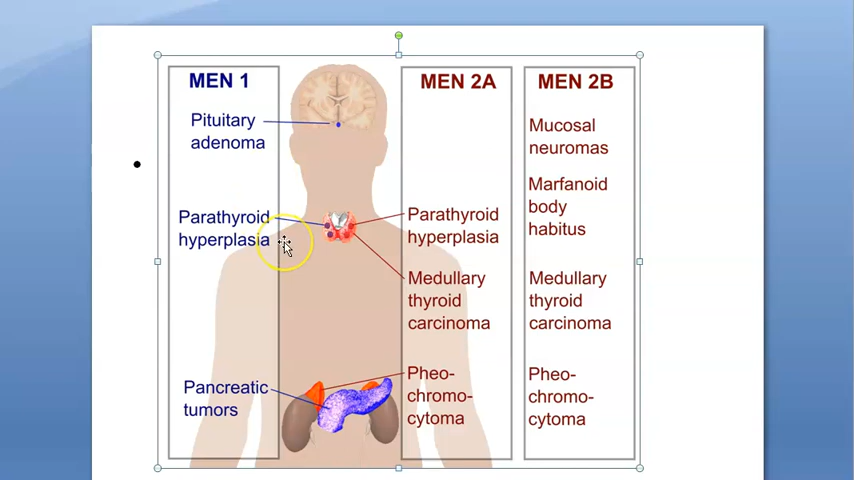 MEN 1
Pituitary
adenoma
Parathyroid
hyperplasia
Pancreatic
tumors
MEN 2A
Parathyroid
hyperplasia
Medullary
thyroid
carcinoma
Pheo-
chromo-
cytoma
MEN 2B
Mucosal
neuromas
Marfanoid
body
habitus
Medullary
thyroid
carcinoma
Pheo-
chromo-
cytoma